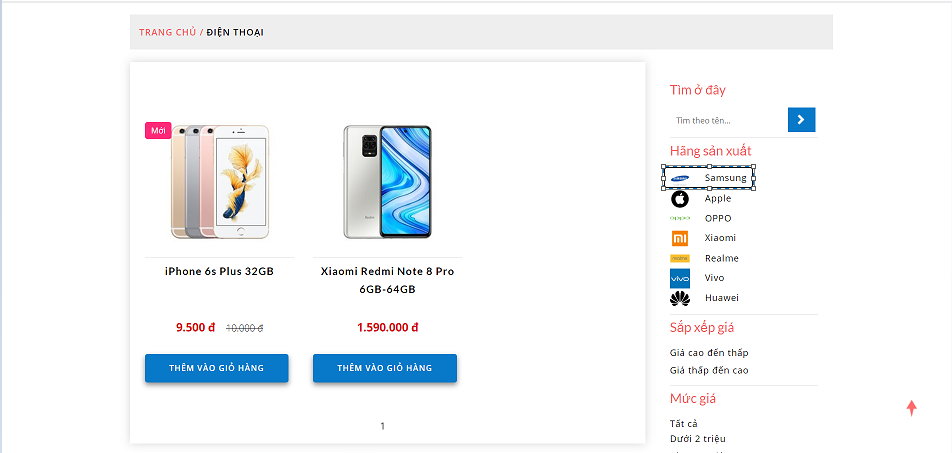 TRANG CHỦ / ĐIỆN THOẠI
Mới
iPhone 6s Plus 32GB
9.500 đ 10.000 đ
THÊM VÀO GIỎ HÀNG
Xiaomi Redmi Note 8 Pro
6GB-64GB
1.590.000 đ
THÊM VÀO GIỎ HÀNG
1
Tìm ở đây
Tìm theo tên...
Hãng sản xuất
Samsung
Apple
oppo OPPO
Xiaomi
realme Realme
vivo Vivo
Huawei
Sắp xếp giá
Giá cao đến thấp
Giá thấp đến cao
Mức giá
Tất cả
Dưới 2 triệu